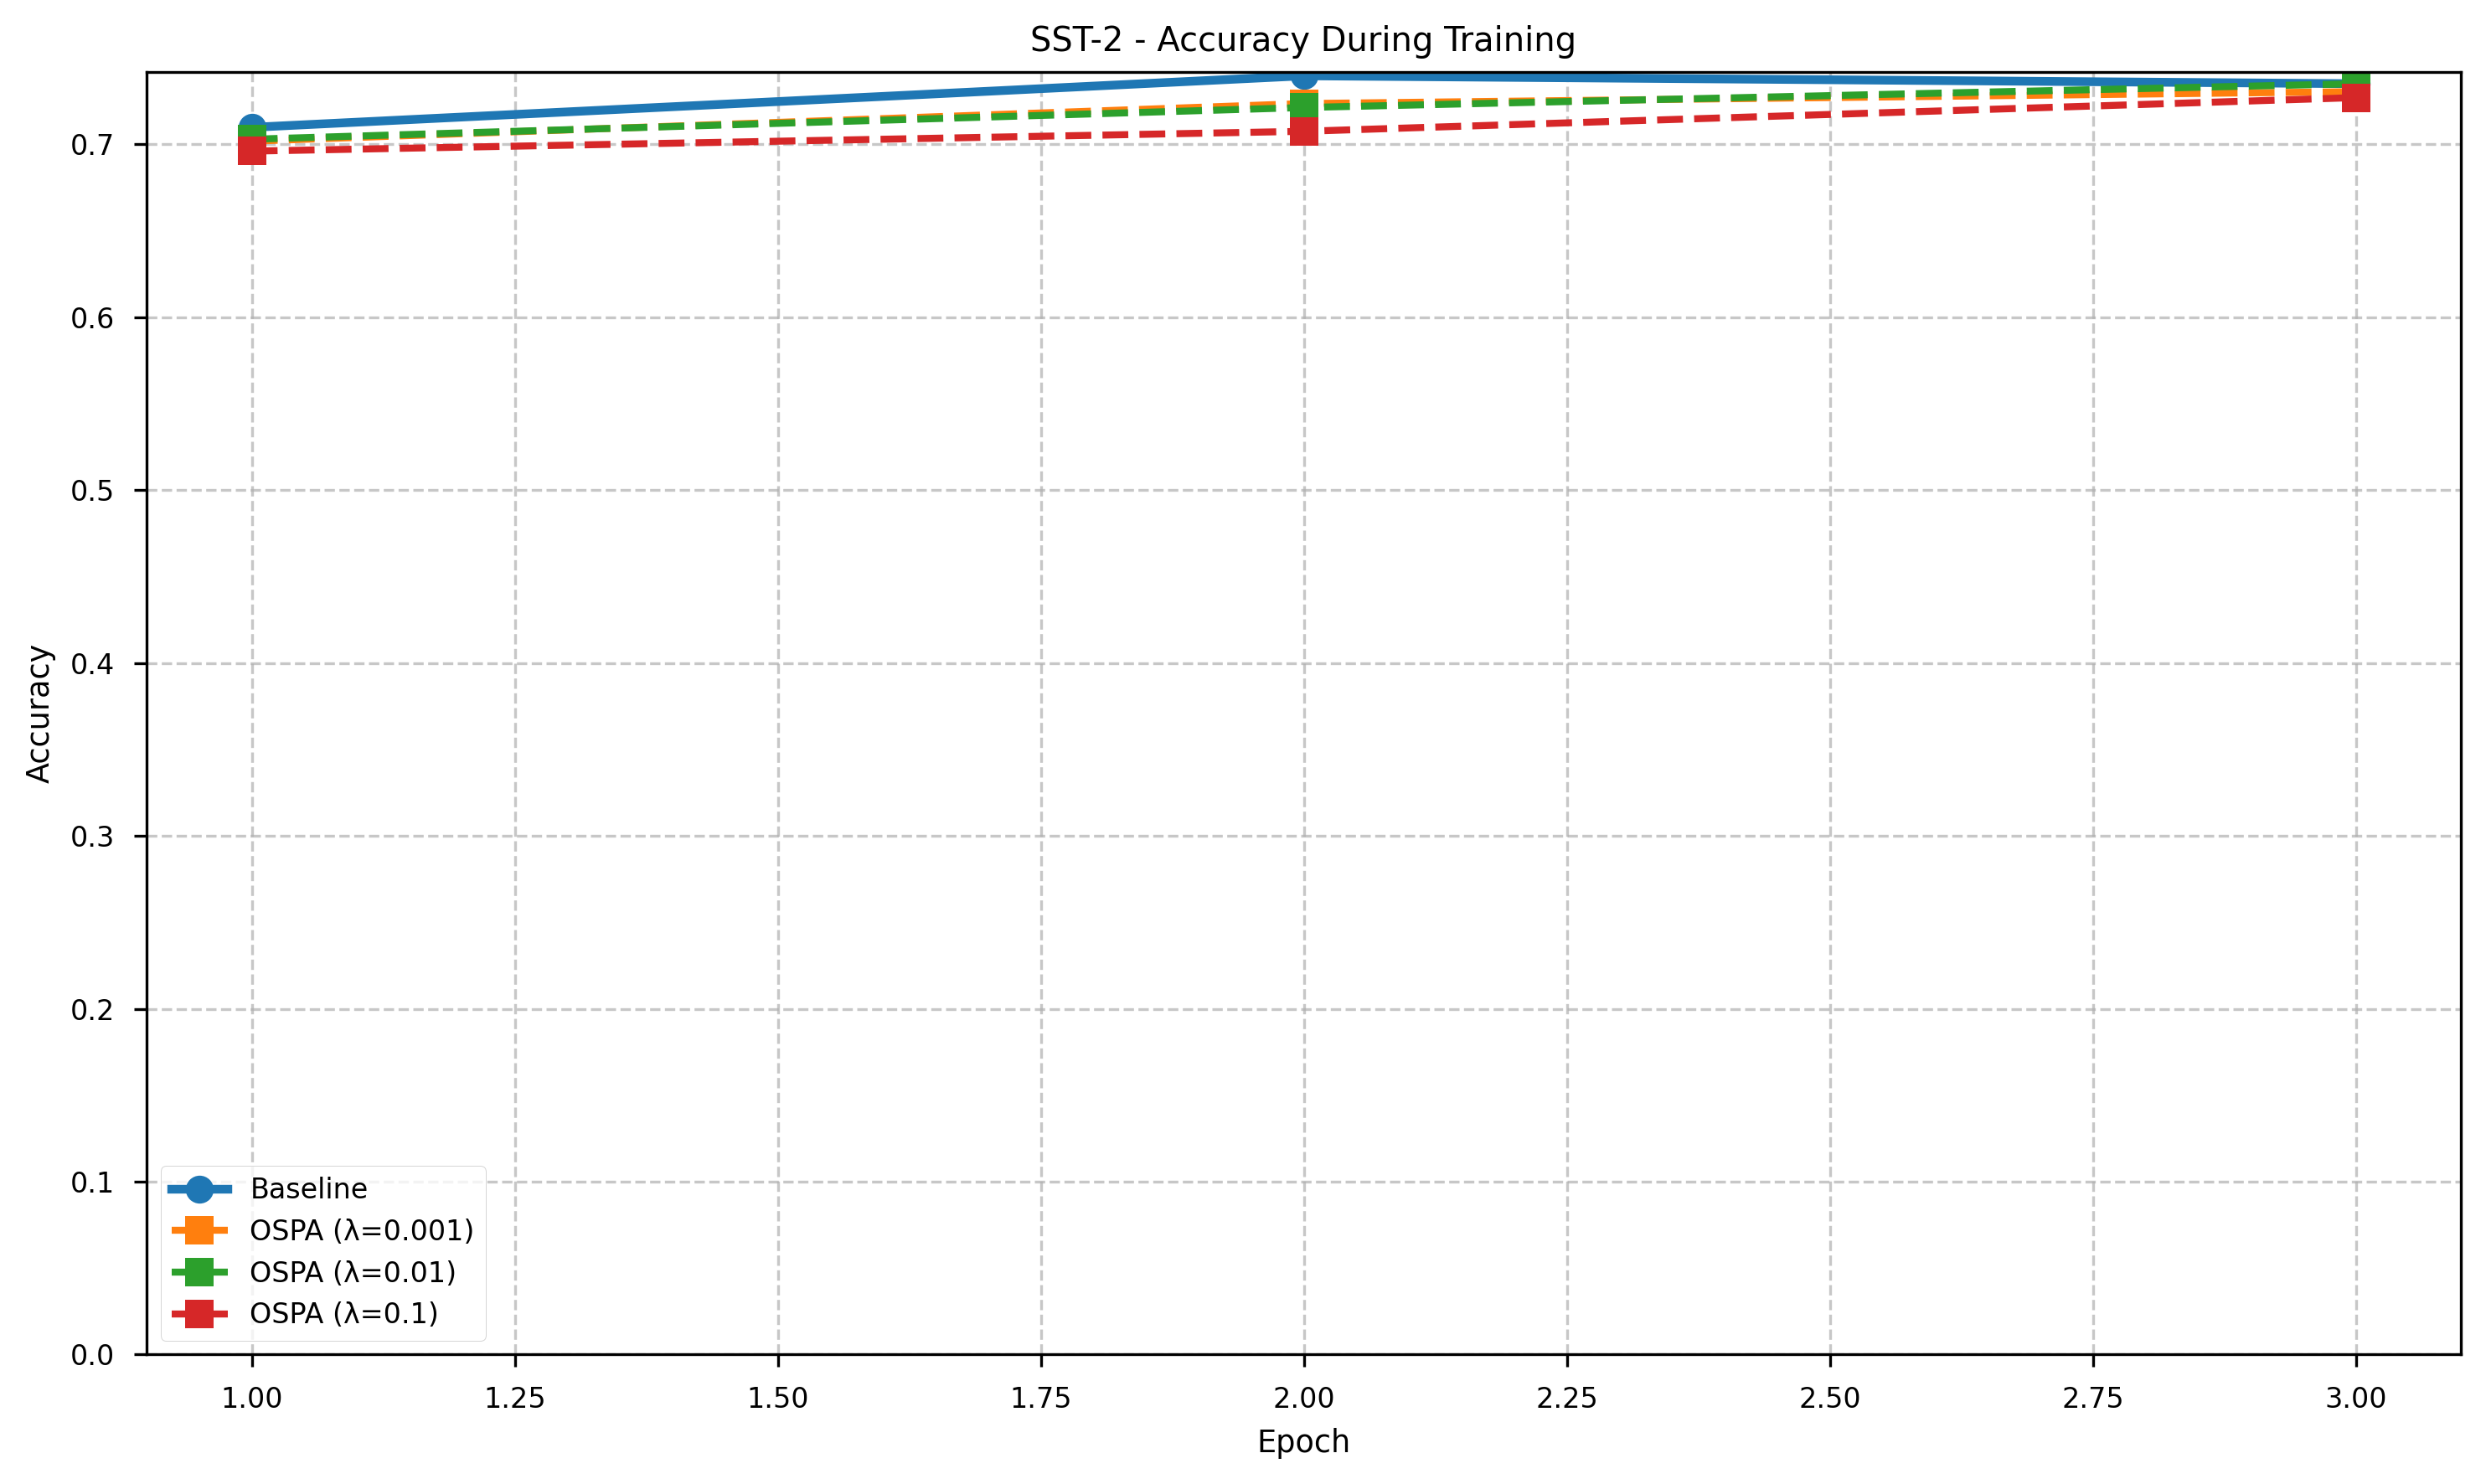 SST-2 - Accuracy During Training
Accuracy
0.7
0.6
0.5
0.4
0.3
0.2
0.1
0.0
Baseline
OSPA (λ=0.001)
OSPA (λ=0.01)
OSPA (λ=0.1)
1.00 1.25 1.50 1.75 2.00 2.25 2.50 2.75 3.00
Epoch